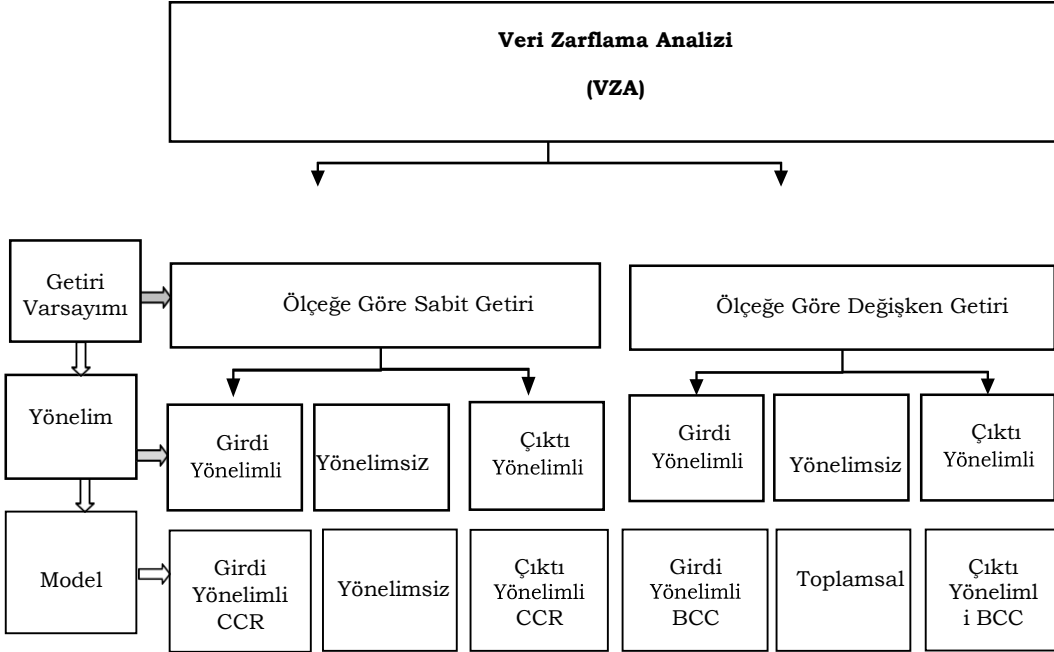 Veri Zarflama Analizi
(VZA)
Getiri
Varsayımı
Ölçeğe Göre Sabit Getiri
Ölçeğe Göre Değişken Getiri
Yönelim
Girdi
Yönelimli
Yönelimsiz
Çıktı
Yönelimli
Girdi
Yönelimli
Yönelimsiz
Çıktı
Yönelimli
Model
Girdi
Yönelimli
CCR
Yönelimsiz
Çıktı
Yönelimli
CCR
Girdi
Yönelimli
BCC
Toplamsal
Çıktı
Yöneliml
i BCC